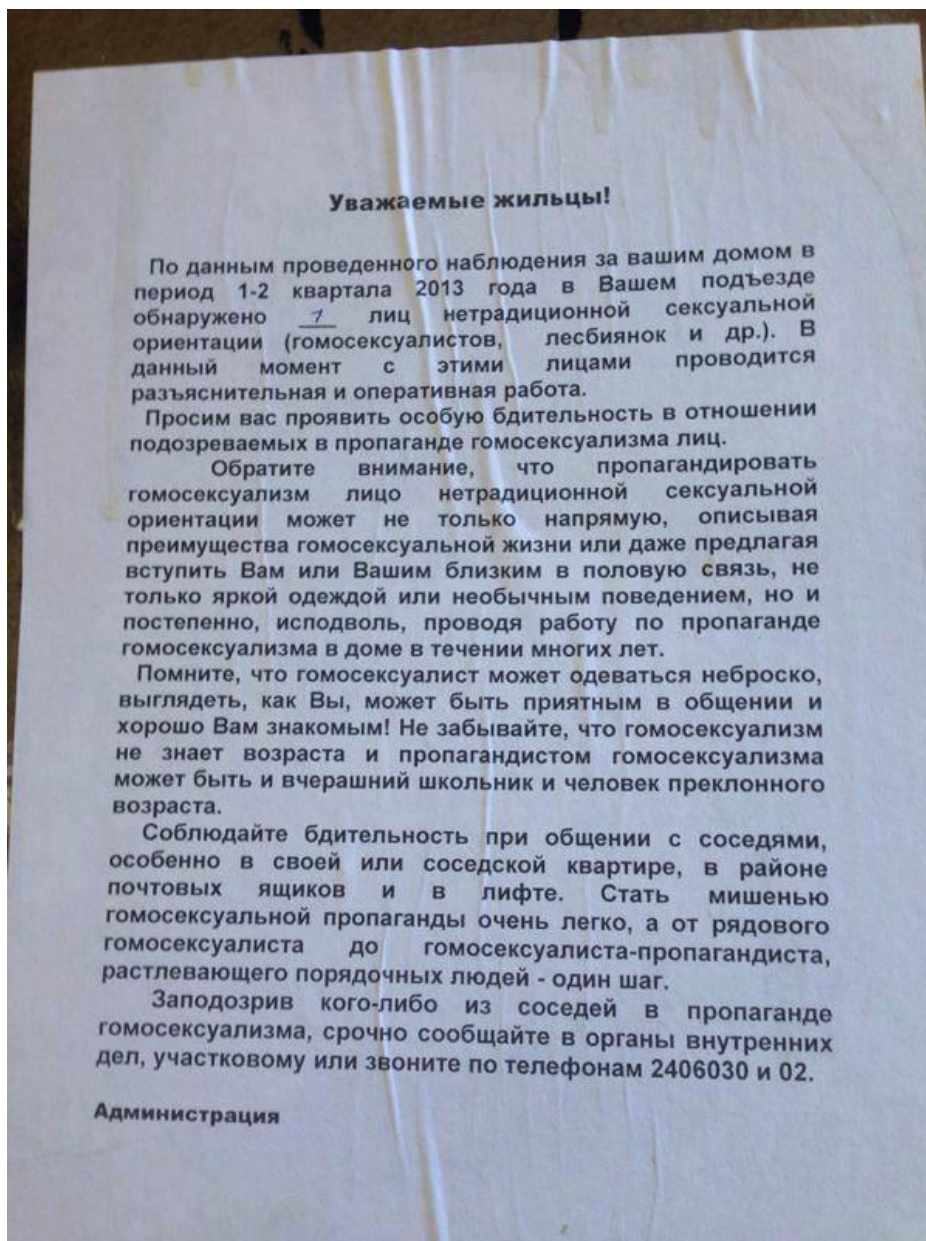 Уважаемые жильцы!
По данным проведенного наблюдения за вашим домом в
период 1-2 квартала 2013 года в Вашем подъезде
обнаружено 1 лиц нетрадиционной сексуальной
ориентации (гомосексуалистов, лесбиянок и др.). В
данный момент с этими лицами проводится
разъяснительная и оперативная работа.
Просим вас проявить особую бдительность в отношении
подозреваемых в пропаганде гомосексуализма лиц.
Обратите внимание, что пропагандировать
гомосексуализм лицо нетрадиционной сексуальной
ориентации может не только напрямую, описывая
преимущества гомосексуальной жизни или даже предлагая
вступить Вам или Вашим близким в половую связь, не
только яркой одеждой или необычным поведением, но и
постепенно, исподволь, проводя работу по пропаганде
гомосексуализма в доме в течении многих лет.
Помните, что гомосексуалист может одеваться неброско,
выглядеть, как Вы, может быть приятным в общении и
хорошо Вам знакомым! Не забывайте, что гомосексуализм
не знает возраста и пропагандистом гомосексуализма
может быть и вчерашний школьник и человек преклонного
возраста.
Соблюдайте бдительность при общении с соседями,
особенно в своей или соседской квартире, в районе
почтовых ящиков и в лифте. Стать мишенью
гомосексуальной пропаганды очень легко, а от рядового
гомосексуалиста до гомосексуалиста-пропагандиста,
растлевающего порядочных людей - один шаг.
Заподозрив кого-либо из соседей в пропаганде
гомосексуализма, срочно сообщайте в органы внутренних
дел, участковому или звоните по телефонам 2406030 и 02.
Администрация